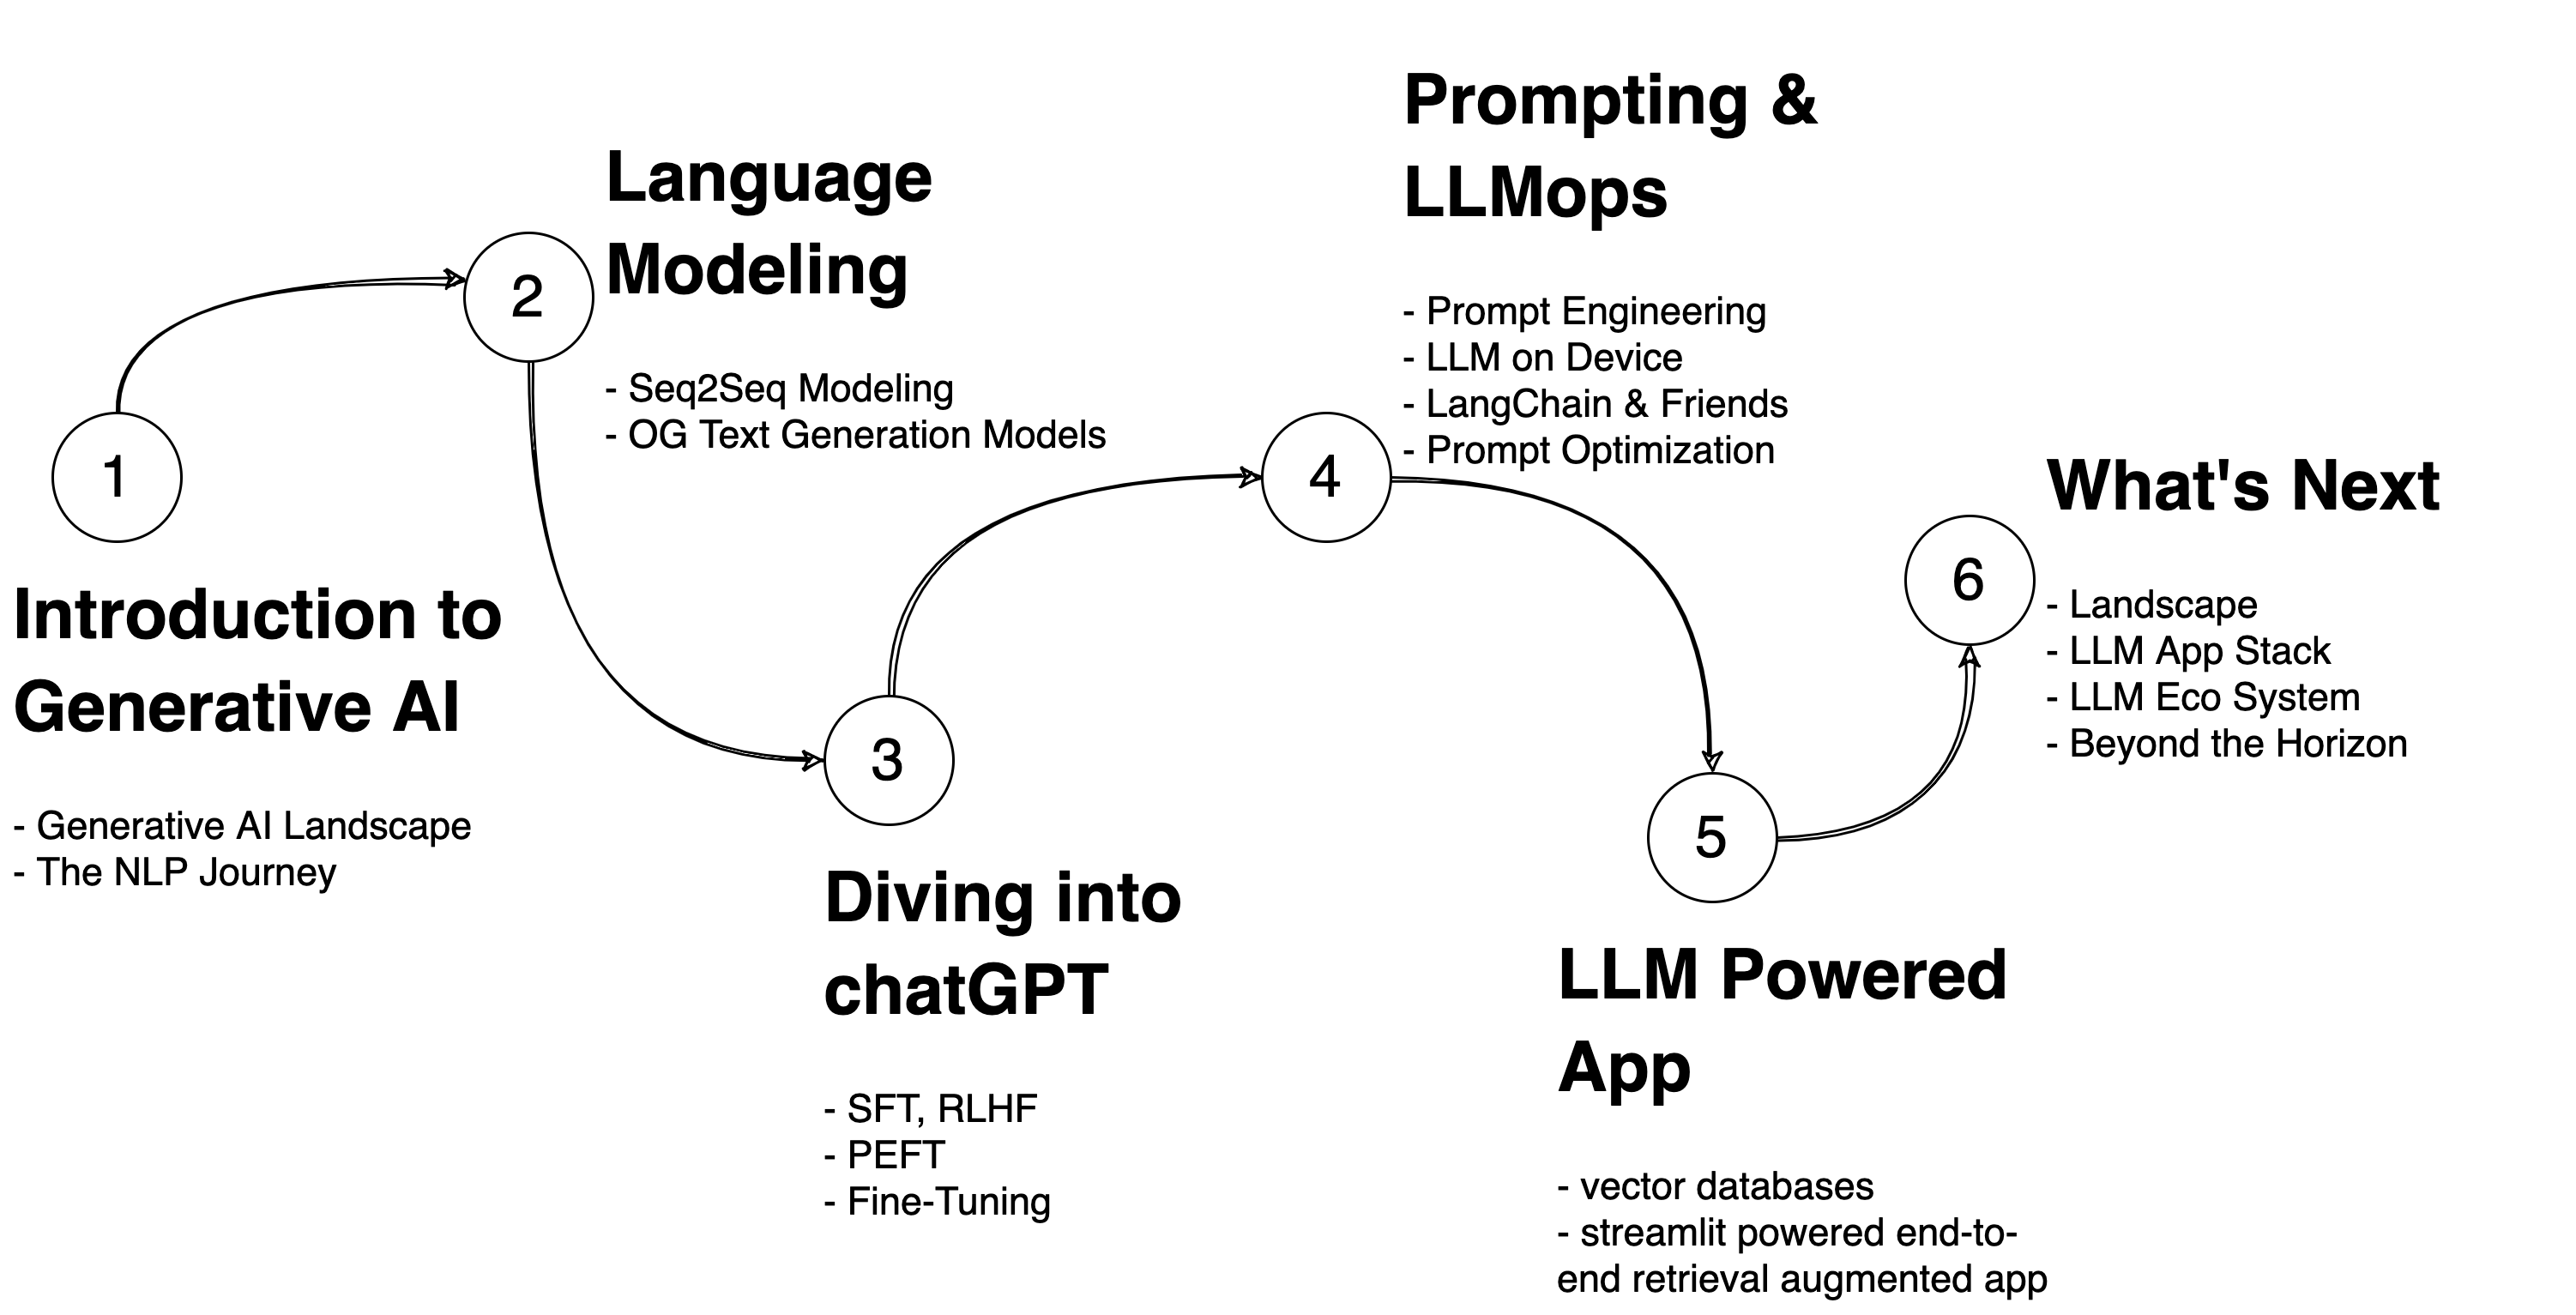 1
Introduction to
Generative AI
- Generative AI Landscape
- The NLP Journey
2
Language
Modeling
- Seq2Seq Modeling
- OG Text Generation Models
3
Diving into
chatGPT
- SFT, RLHF
- PEFT
- Fine-Tuning
4
Prompting &
LLMops
- Prompt Engineering
- LLM on Device
- LangChain & Friends
- Prompt Optimization
5
LLM Powered
App
- vector databases
- streamlit powered end-to-
end retrieval augmented app
6
What's Next
- Landscape
- LLM App Stack
- LLM Eco System
- Beyond the Horizon